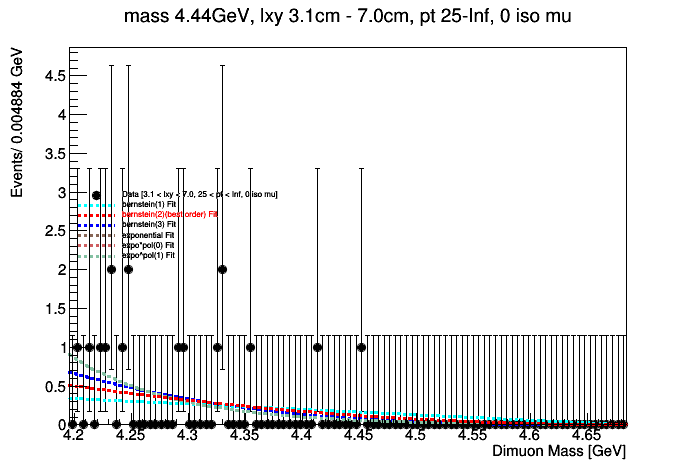 mass 4.44GeV, lxy 3.1cm - 7.0cm, pt 25-Inf, 0 iso mu
Events/ 0.004884 GeV
4.5
4
3.5
3
2.5
2
1.5
1
0.5
0
Data [3.1 < lxy < 7.0, 25 < pt < Inf, 0 iso mu]
bernstein(1) Fit
bernstein(2)(best order) Fit
bernstein(3) Fit
exponential Fit
expo*pol(0) Fit
expo*pol(1) Fit
4.2 4.25 4.3 4.35 4.4 4.45 4.5 4.55 4.6 4.65
Dimuon Mass [GeV]